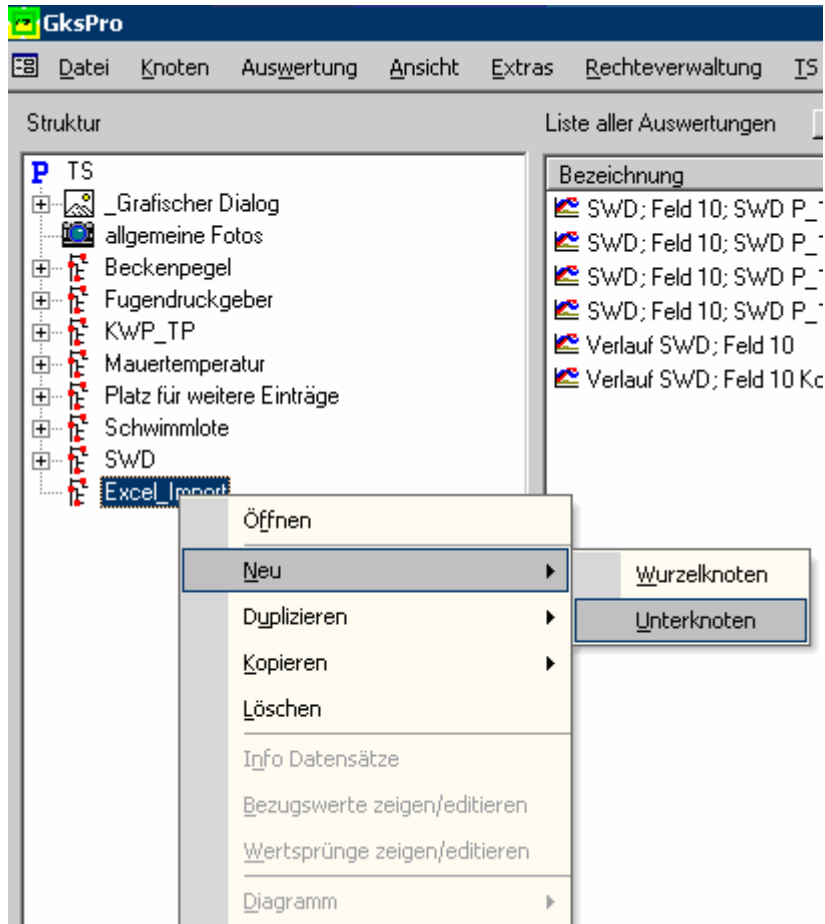 GksPro
Datei Knoten Auswertung Ansicht Extras Rechteverwaltung TS
Struktur
Liste aller Auswertungen
P TS
_Grafischer Dialog
allgemeine Fotos
Beckenpegel
Fugendruckgeber
KWP_TP
Mauertemperatur
Platz für weitere Einträge
Schwimmlote
SWD
Excel_Import
Bezeichnung
SWD; Feld 10; SWD P_
SWD; Feld 10; SWD P_
SWD; Feld 10; SWD P_
SWD; Feld 10; SWD P_
Verlauf SWD; Feld 10
Verlauf SWD; Feld 10 Ko
Öffnen
Neu
Duplizieren
Kopieren
Löschen
Info Datensätze
Bezugswerte zeigen/editieren
Wertsprünge zeigen/editieren
Diagramm
Wurzelknoten
Unterknoten